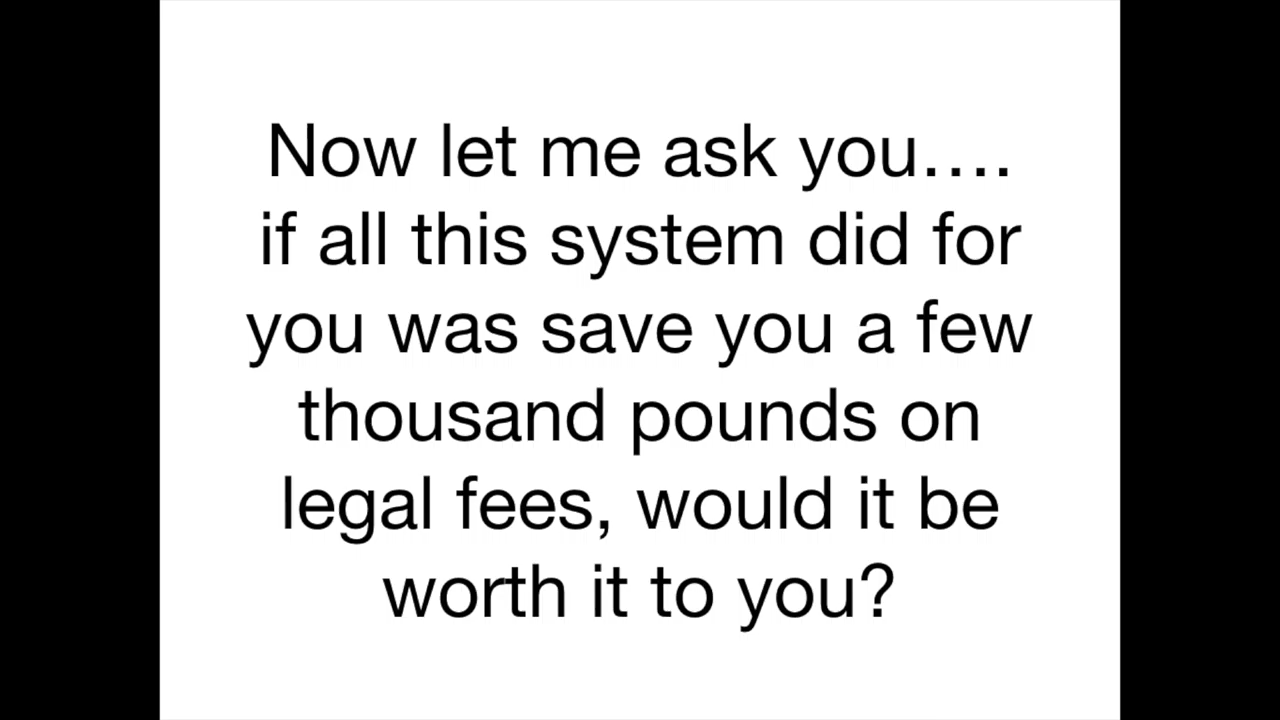 Now let me ask you….
if all this system did for
you was save you a few
thousand pounds on
legal fees, would it be
worth it to you?